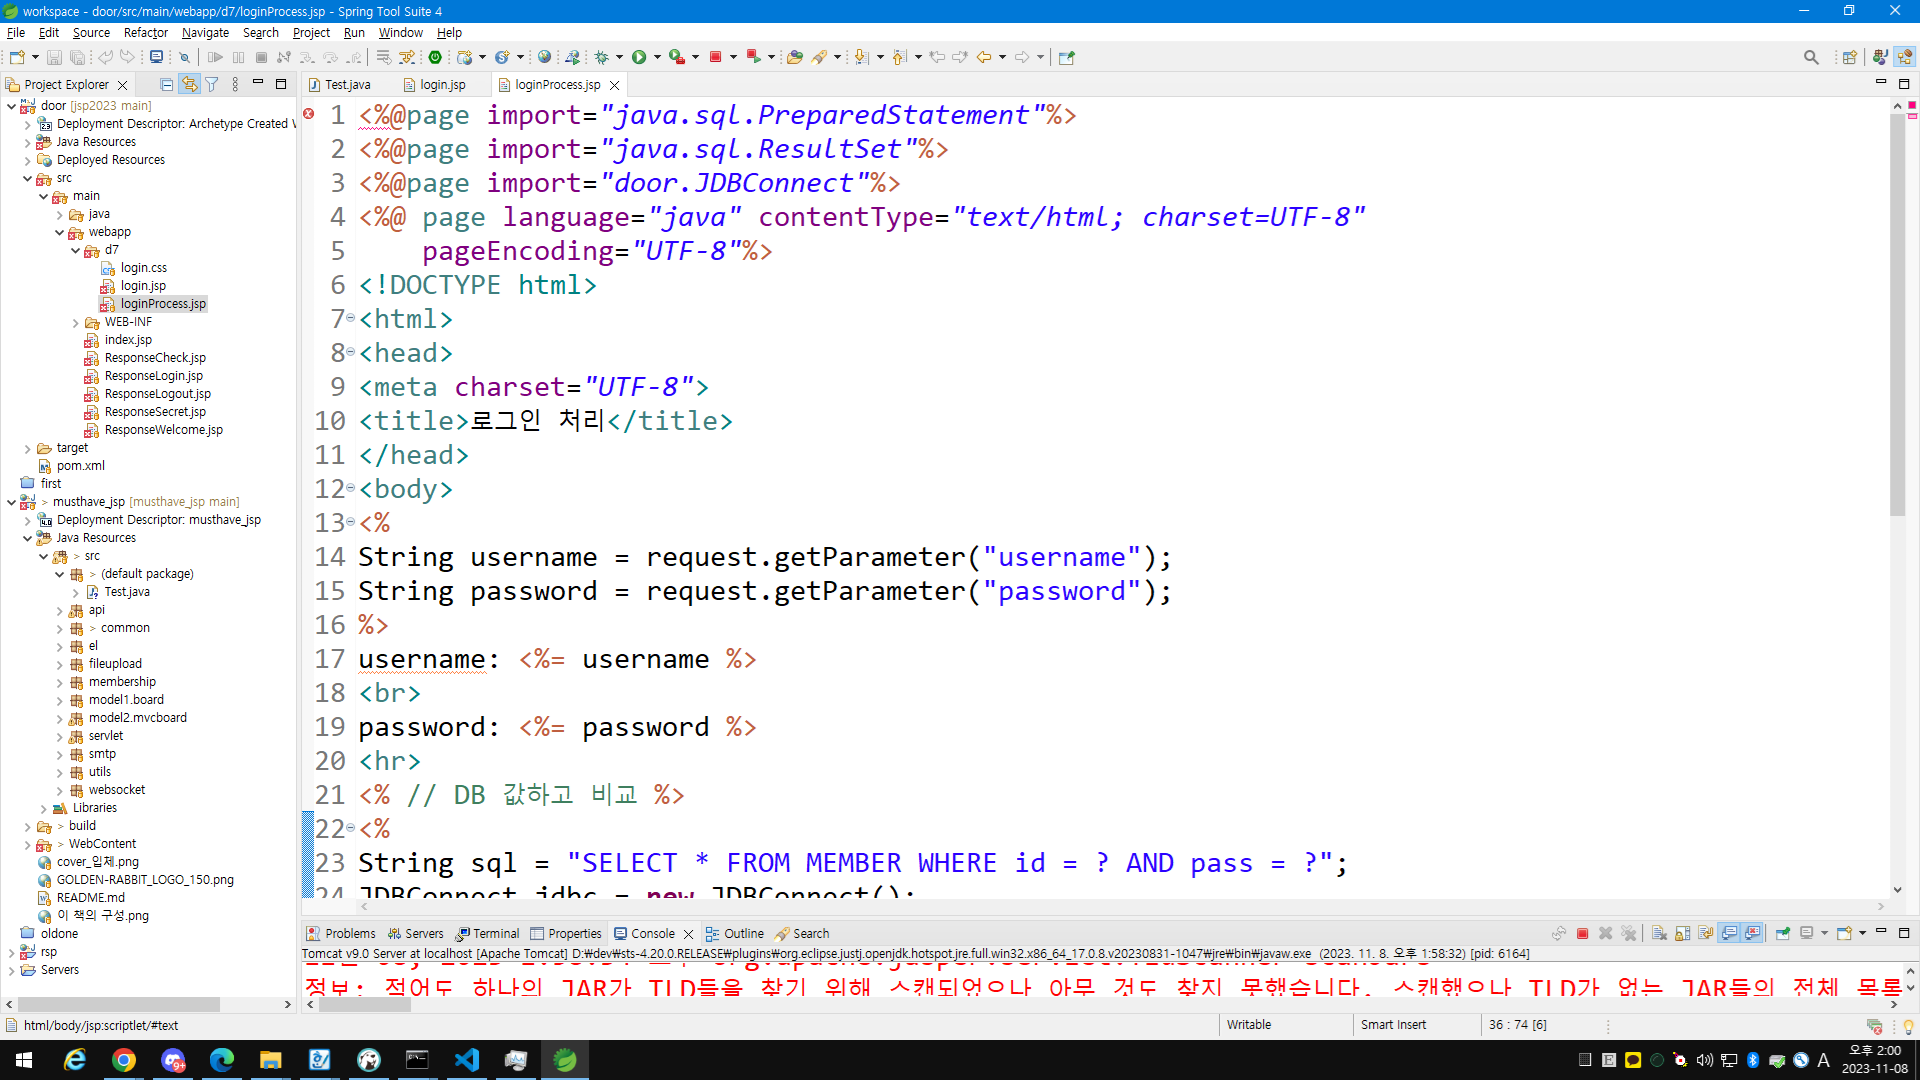 workspace - door/src/main/webapp/d7/loginProcess.jsp - Spring Tool Suite 4
File Edit Source Refactor Navigate Search Project Run Window Help
Project Explorer
Test.java login.jsp loginProcess.jsp
door [jsp2023 main]
Deployment Descriptor: Archetype Created
Java Resources
Deployed Resources
src
main
java
webapp
d7
login.css
login.jsp
loginProcess.jsp
WEB-INF
index.jsp
ResponseCheck.jsp
ResponseLogin.jsp
ResponseLogout.jsp
ResponseSecret.jsp
ResponseWelcome.jsp
target
pom.xml
first
> musthave_jsp [musthave_jsp main]
Deployment Descriptor: musthave_jsp
Java Resources
> src
> (default package)
Test.java
api
> common
el
fileupload
membership
model1.board
model2.mvcboard
servlet
smtp
utils
websocket
Libraries
> build
> WebContent
cover_입체.png
GOLDEN-RABBIT_LOGO_150.png
README.md
이 책의 구성.png
oldone
rsp
Servers
1 <%@page import="java.sql.PreparedStatement"%>
2 <%@page import="java.sql.ResultSet"%>
3 <%@page import="door.JDBConnect"%>
4 <%@ page language="java" contentType="text/html; charset=UTF-8"
5 pageEncoding="UTF-8"%>
6 <!DOCTYPE html>
7 <html>
8 <head>
9 <meta charset="UTF-8">
10 <title>로그인 처리</title>
11 </head>
12 <body>
13 <%
14 String username = request.getParameter("username");
15 String password = request.getParameter("password");
16 %>
17 username: <%= username %>
18 <br>
19 password: <%= password %>
20 <hr>
21 <% // DB 값하고 비교 %>
22 <%
23 String sql = "SELECT * FROM MEMBER WHERE id = ? AND pass = ?";
24 JDBConnect jdbc = new JDBConnect();
Problems Servers Terminal Properties Console Outline Search
Tomcat v9.0 Server at localhost [Apache Tomcat] D:₩dev₩sts-4.20.0.RELEASE₩plugins₩org.eclipse.justj.openjdk.hotspot.jre.full.win32.x86_64_17.0.8.v20230831-1047₩jre₩bin₩javaw.exe (2023. 11. 8. 오후 1:58:32) [pid: 6164]
정보: 적어도 하나의 JAR가 TLD들을 찾기 위해 스캔되었으나 아무 것도 찾지 못했습니다. 스캔했으나 TLD가 없는 JAR들의 전체 목록
html/body/jsp:scriptlet/#text
Writable
Smart Insert
36 : 74 [6]
9+
A
오후 2:00
2023-11-08